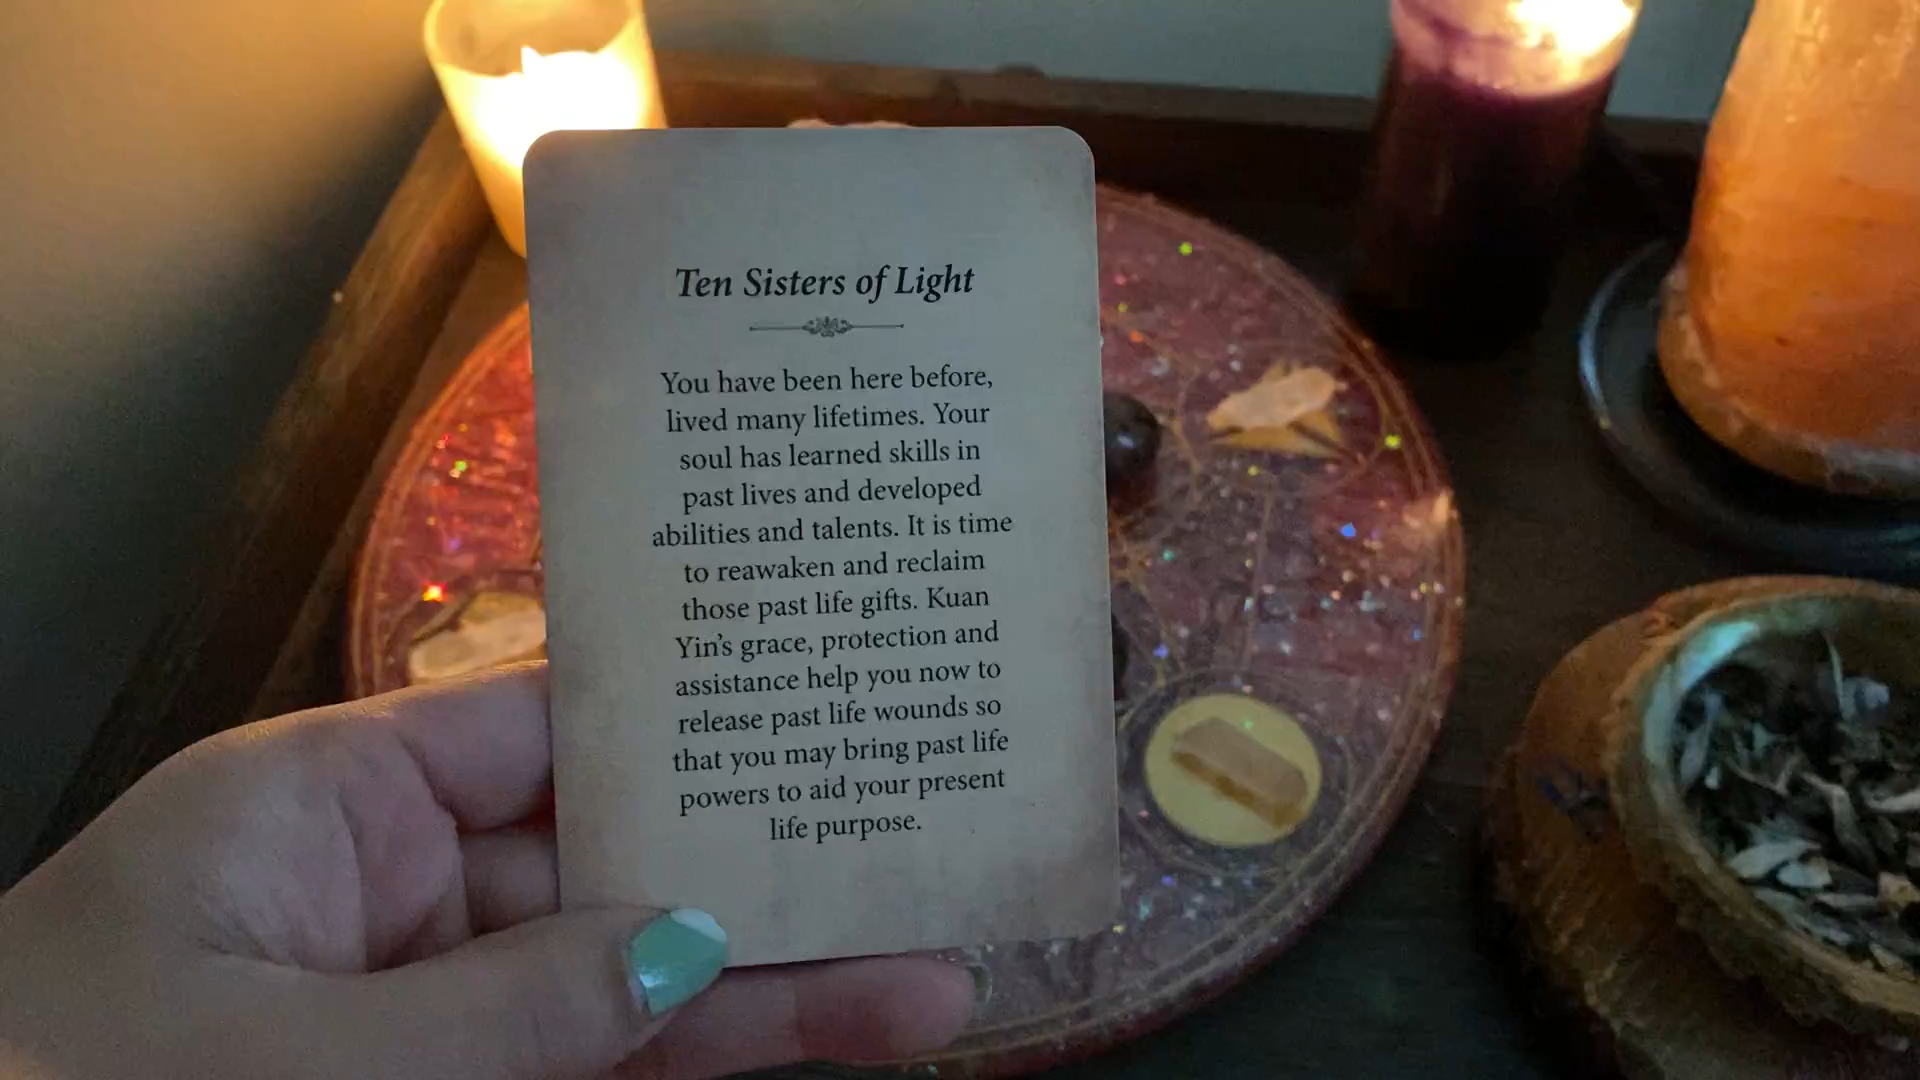 Ten Sisters of Light
You have been here before,
lived many lifetimes. Your
soul has learned skills in
past lives and developed
abilities and talents. It is time
to reawaken and reclaim
those past life gifts. Kuan
Yin’s grace, protection and
assistance help you now to
release past life wounds so
that you may bring past life
powers to aid your present
life purpose.